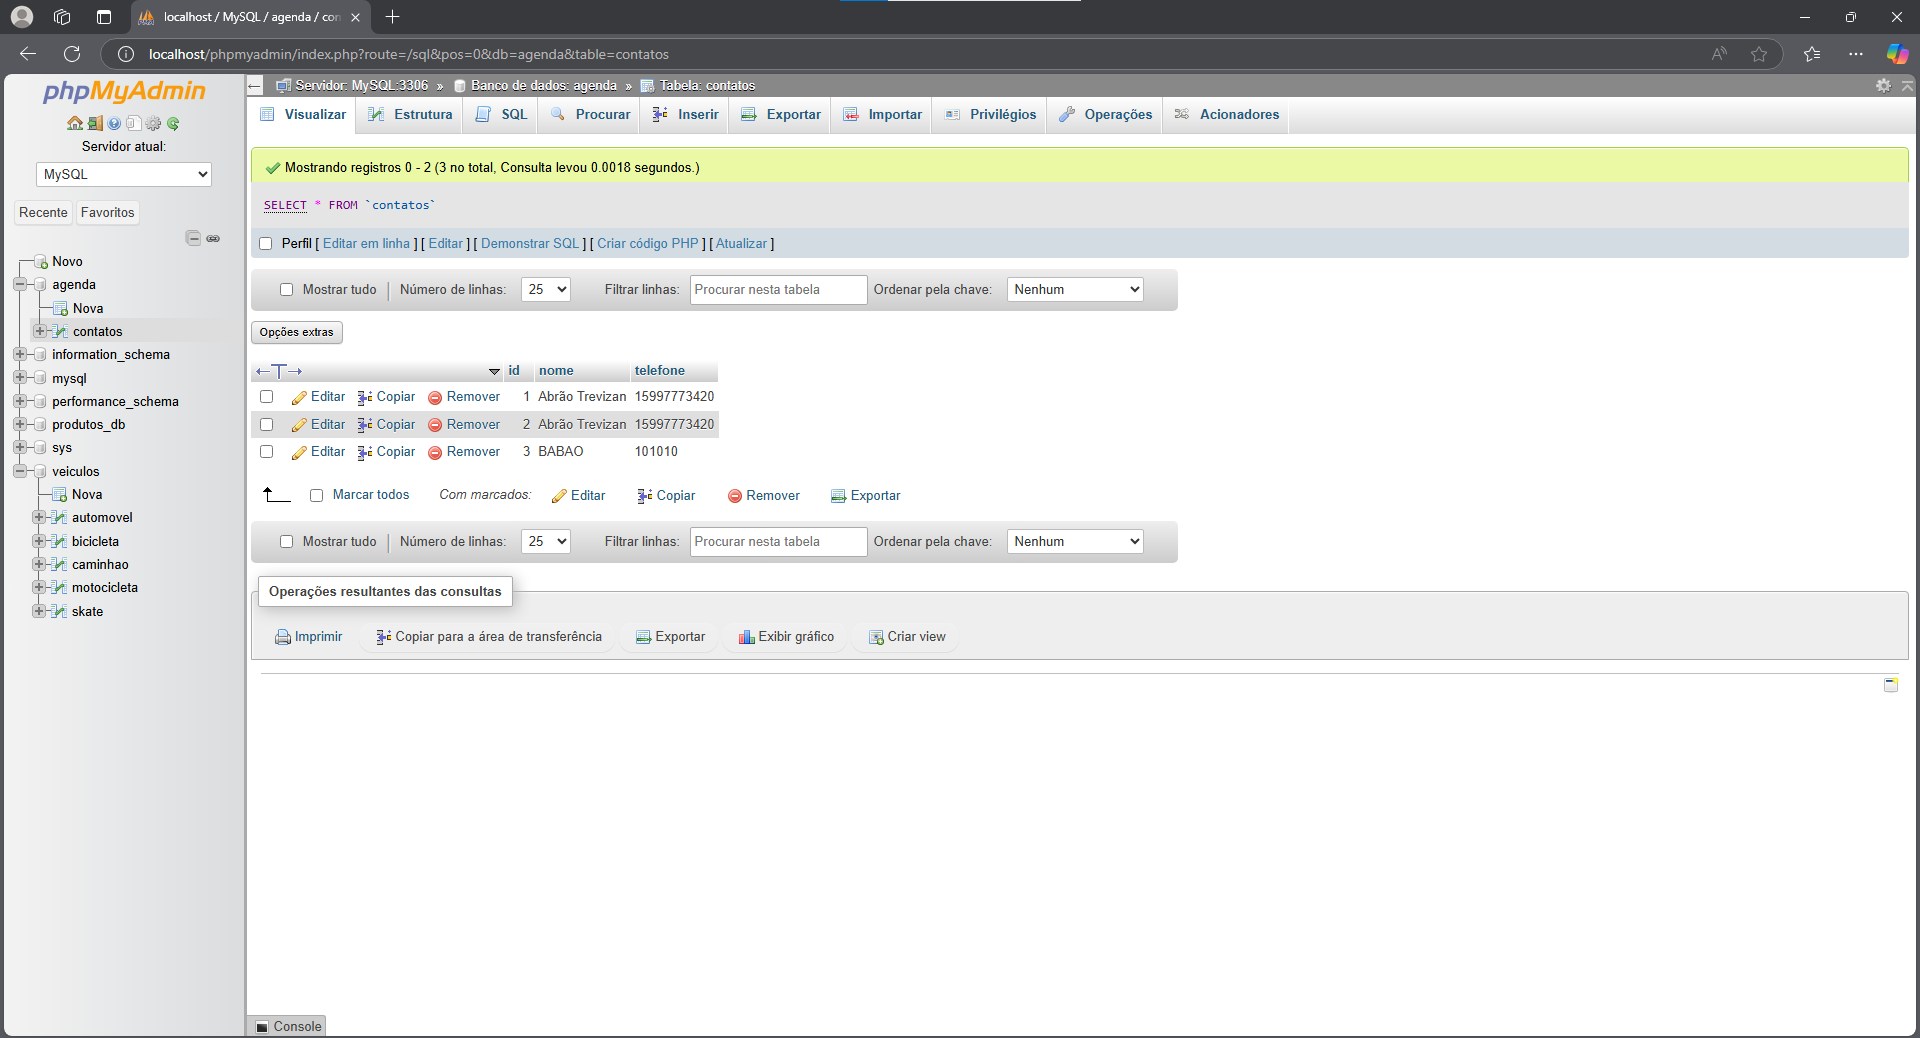 localhost / MySQL / agenda / con
localhost/phpmyadmin/index.php?route=/sql&pos=0&db=agenda&table=contatos
phpMyAdmin
Servidor atual:
MySQL
Recente Favoritos
Novo
agenda
Nova
contatos
information_schema
mysql
performance_schema
produtos_db
sys
veiculos
Nova
automovel
bicicleta
caminhao
motocicleta
skate
Servidor: MySQL:3306 » Banco de dados: agenda » Tabela: contatos
Visualizar Estrutura SQL Procurar Inserir Exportar Importar Privilégios Operações Acionadores
Mostrando registros 0 - 2 (3 no total, Consulta levou 0.0018 segundos.)
SELECT * FROM `contatos`
Perfil [ Editar em linha ] [ Editar ] [ Demonstrar SQL ] [ Criar código PHP ] [ Atualizar ]
Mostrar tudo | Número de linhas: 25 Filtrar linhas: Procurar nesta tabela Ordenar pela chave: Nenhum
Opções extras
←T→ id nome telefone
Editar Copiar Remover 1 Abrão Trevizan 15997773420
Editar Copiar Remover 2 Abrão Trevizan 15997773420
Editar Copiar Remover 3 BABAO 101010
Marcar todos Com marcados: Editar Copiar Remover Exportar
Mostrar tudo | Número de linhas: 25 Filtrar linhas: Procurar nesta tabela Ordenar pela chave: Nenhum
Operações resultantes das consultas
Imprimir Copiar para a área de transferência Exportar Exibir gráfico Criar view
Console